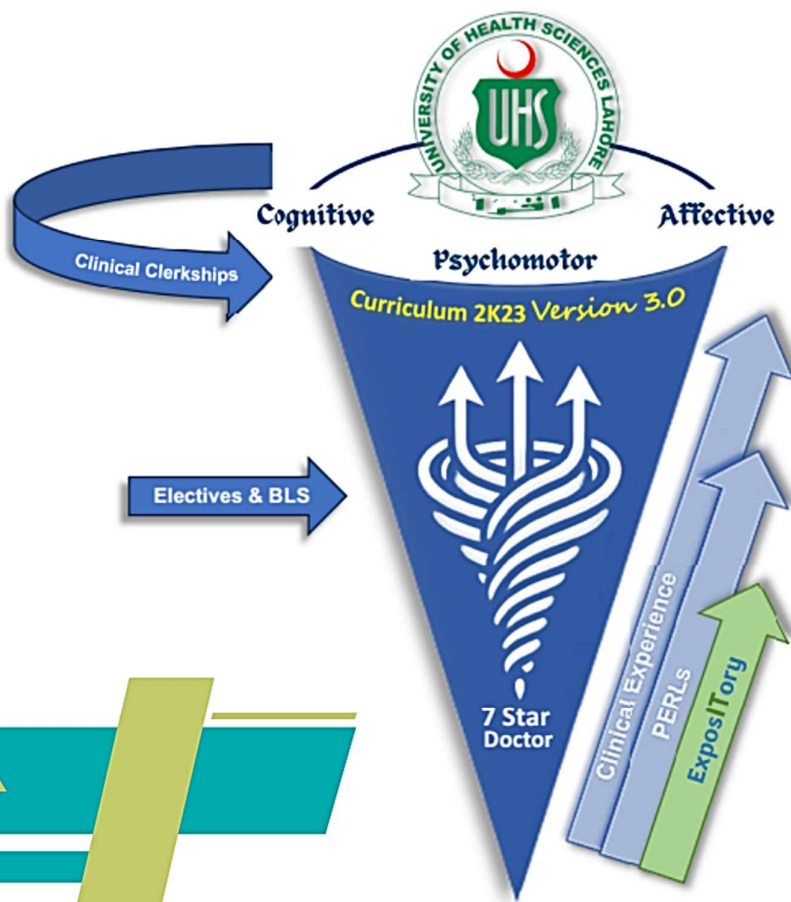 UNIVERSITY OF HEALTH SCIENCES LAHORE
UHS
Cognitive
Affective
Psychomotor
Clinical Clerkships
Curriculum 2K23 Version 3.0
Electives & BLS
7 Star
Doctor
Clinical Experience
PERLs
ExposITory